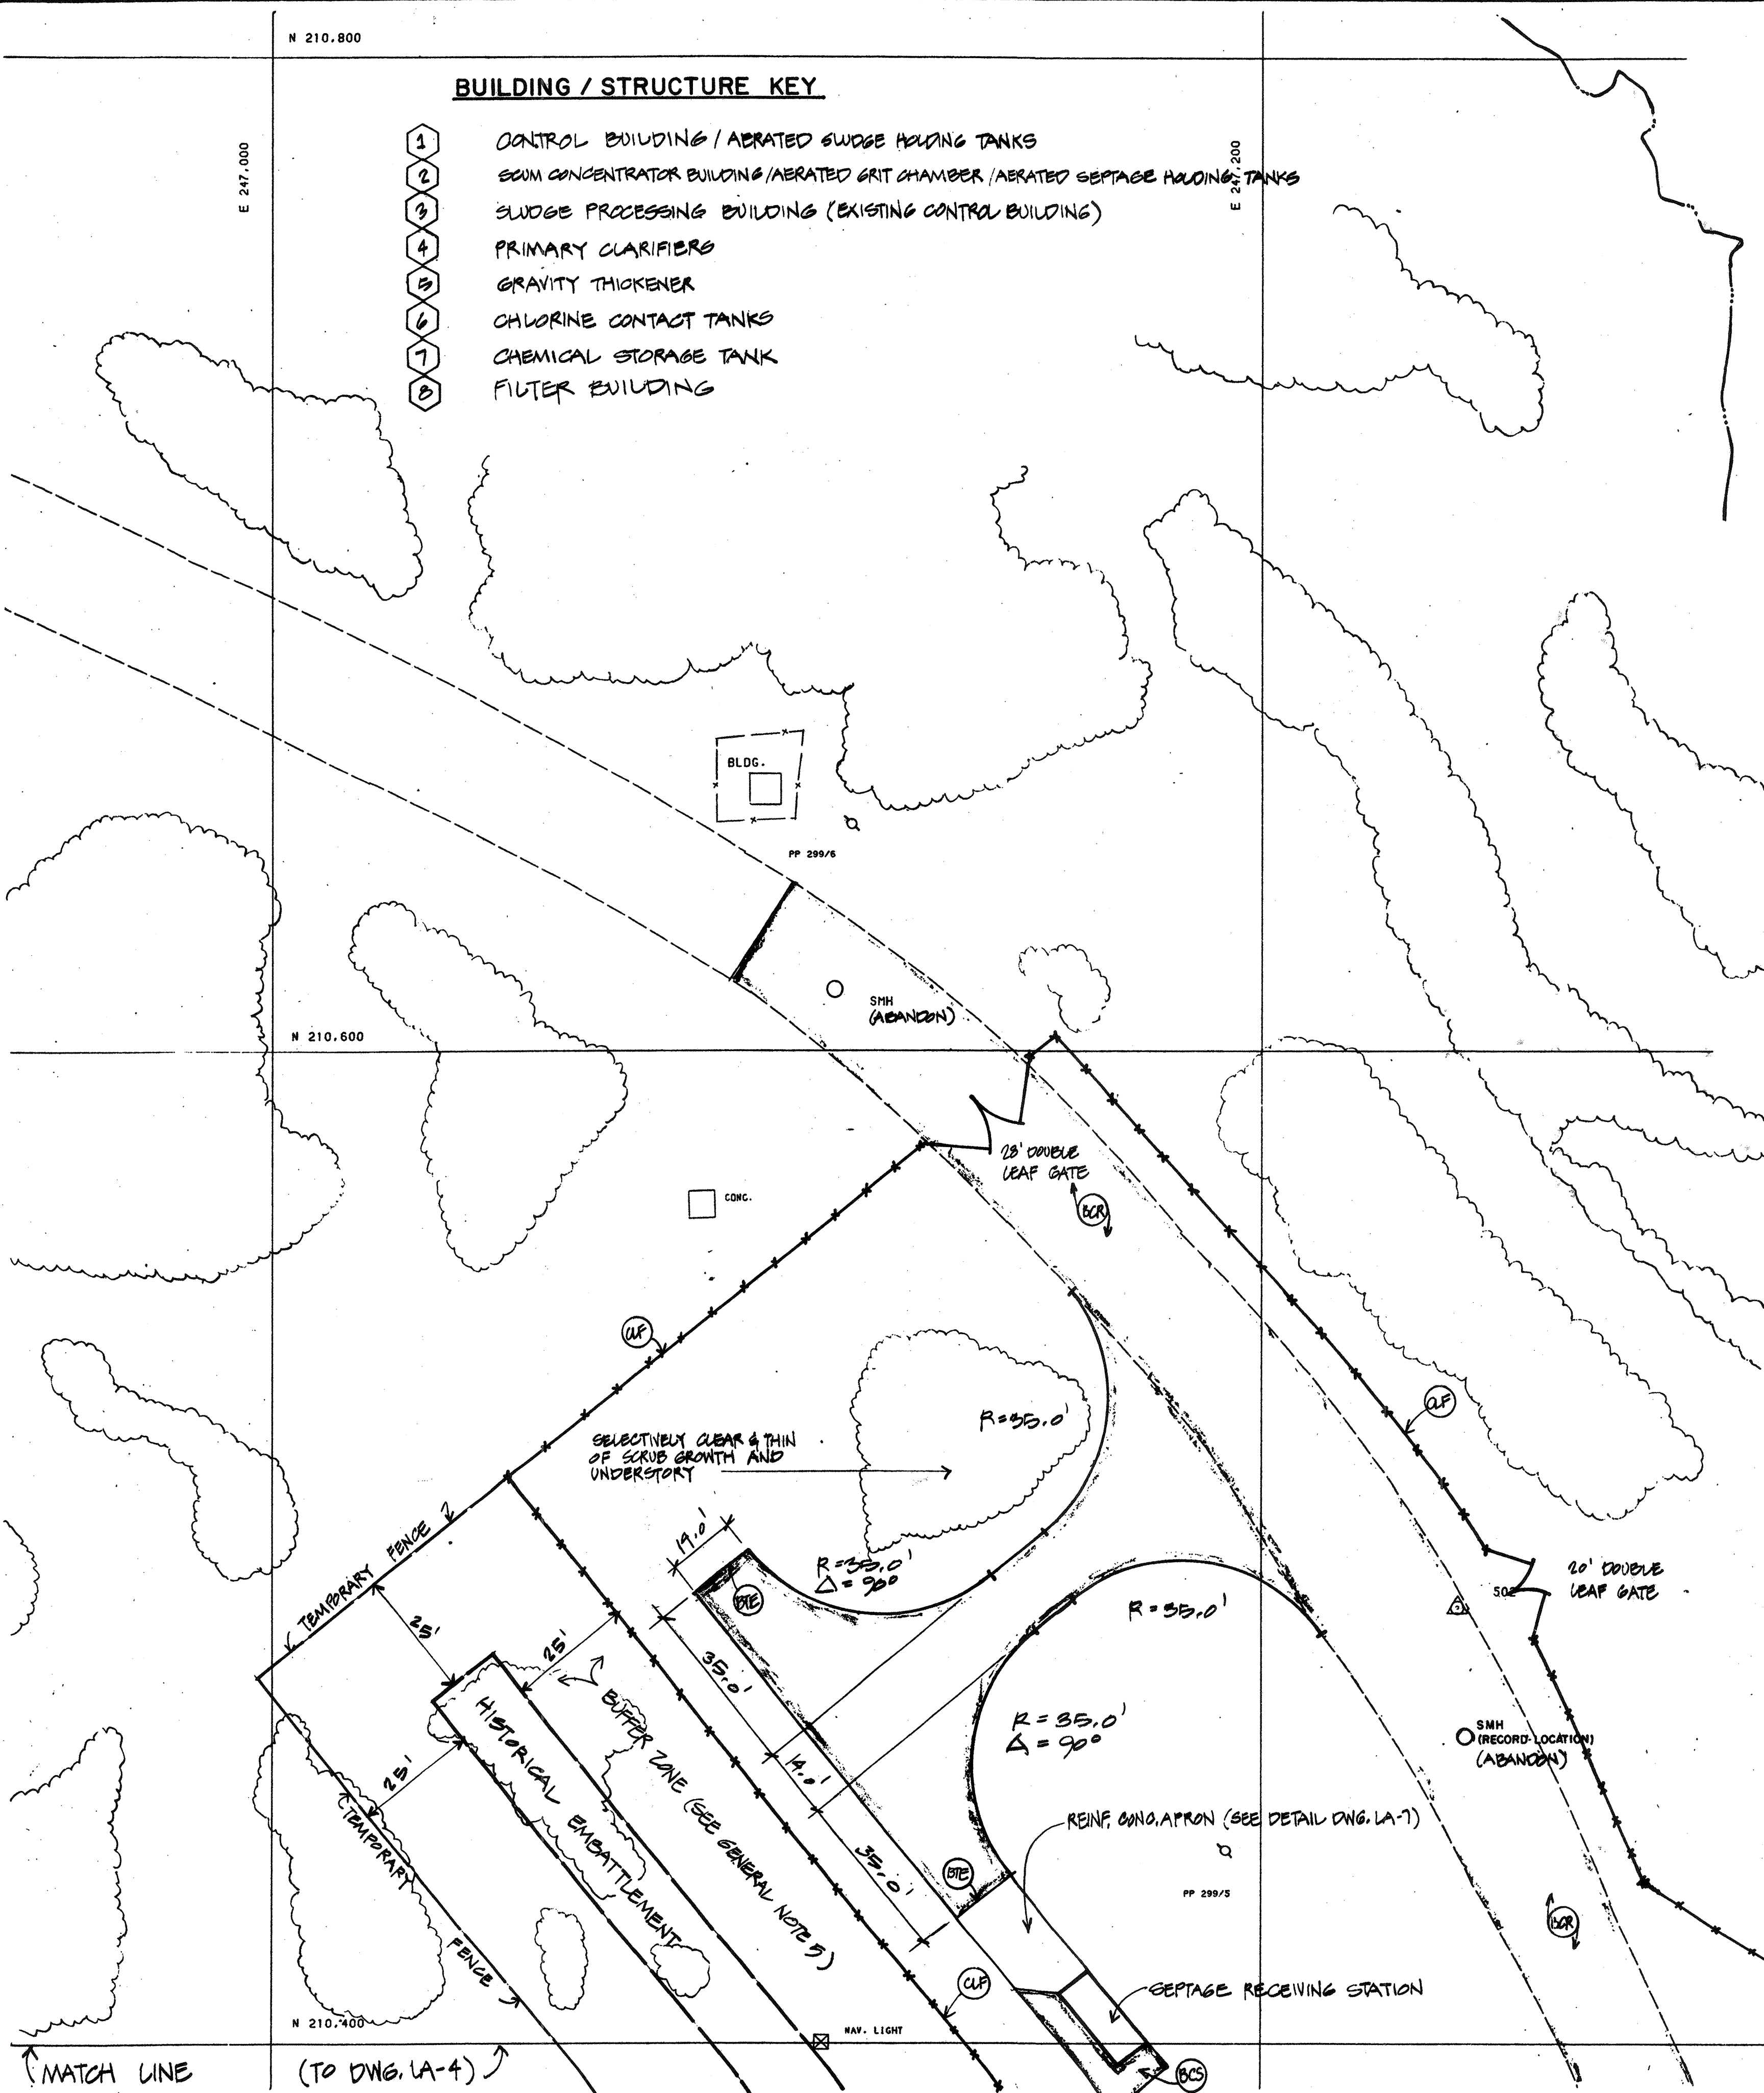 N 210,800
BUILDING / STRUCTURE KEY
E 247,000
E 247,200
1 CONTROL BUILDING / AERATED SLUDGE HOLDING TANKS
2 SCUM CONCENTRATOR BUILDING / AERATED GRIT CHAMBER / AERATED SEPTAGE HOLDING TANKS
3 SLUDGE PROCESSING BUILDING (EXISTING CONTROL BUILDING)
4 PRIMARY CLARIFIERS
5 GRAVITY THICKENER
6 CHLORINE CONTACT TANKS
7 CHEMICAL STORAGE TANK
8 FILTER BUILDING
BLDG.
PP 299/6
SMH
(ABANDON)
N 210,600
28' DOUBLE
LEAF GATE
BCR
CONC.
CLF
CLF
R=35.0'
SELECTIVELY CLEAR & THIN
OF SCRUB GROWTH AND
UNDERSTORY
19.0'
R=35.0'
Δ = 90°
BTE
TEMPORARY FENCE
20' DOUBLE
LEAF GATE
502
R=35.0'
25'
25'
35.0'
BUFFER ZONE (SEE GENERAL NOTE 5)
HISTORICAL EMBATTLEMENT
R = 35.0'
Δ = 90°
SMH
(RECORD LOCATION)
(ABANDON)
14.0'
25'
TEMPORARY FENCE
REINF. CONC. APRON (SEE DETAIL DWG. LA-7)
35.0'
BTE
PP 299/5
BCR
CLF
SEPTAGE RECEIVING STATION
N 210,400
NAV. LIGHT
MATCH LINE (TO DWG. LA-4)
BCS